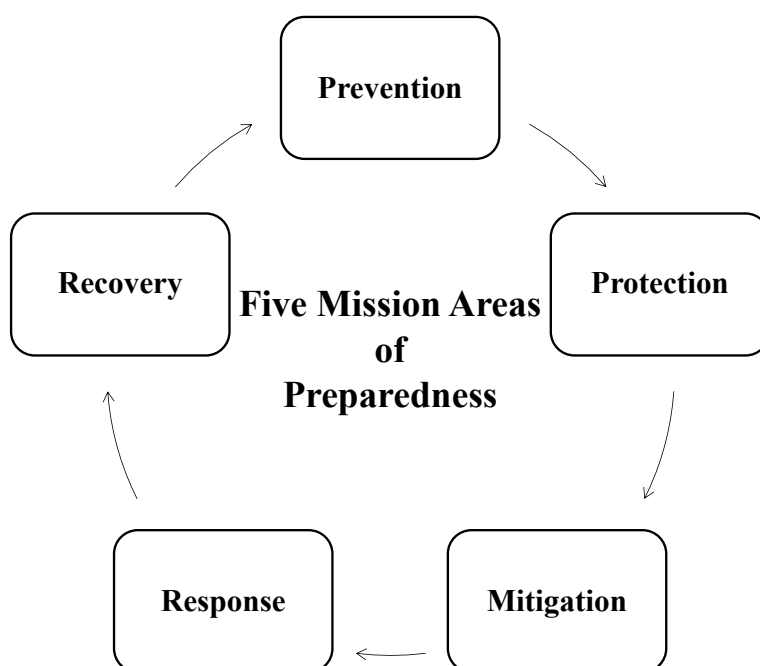 Prevention
Protection
Mitigation
Response
Recovery
Five Mission Areas
of
Preparedness